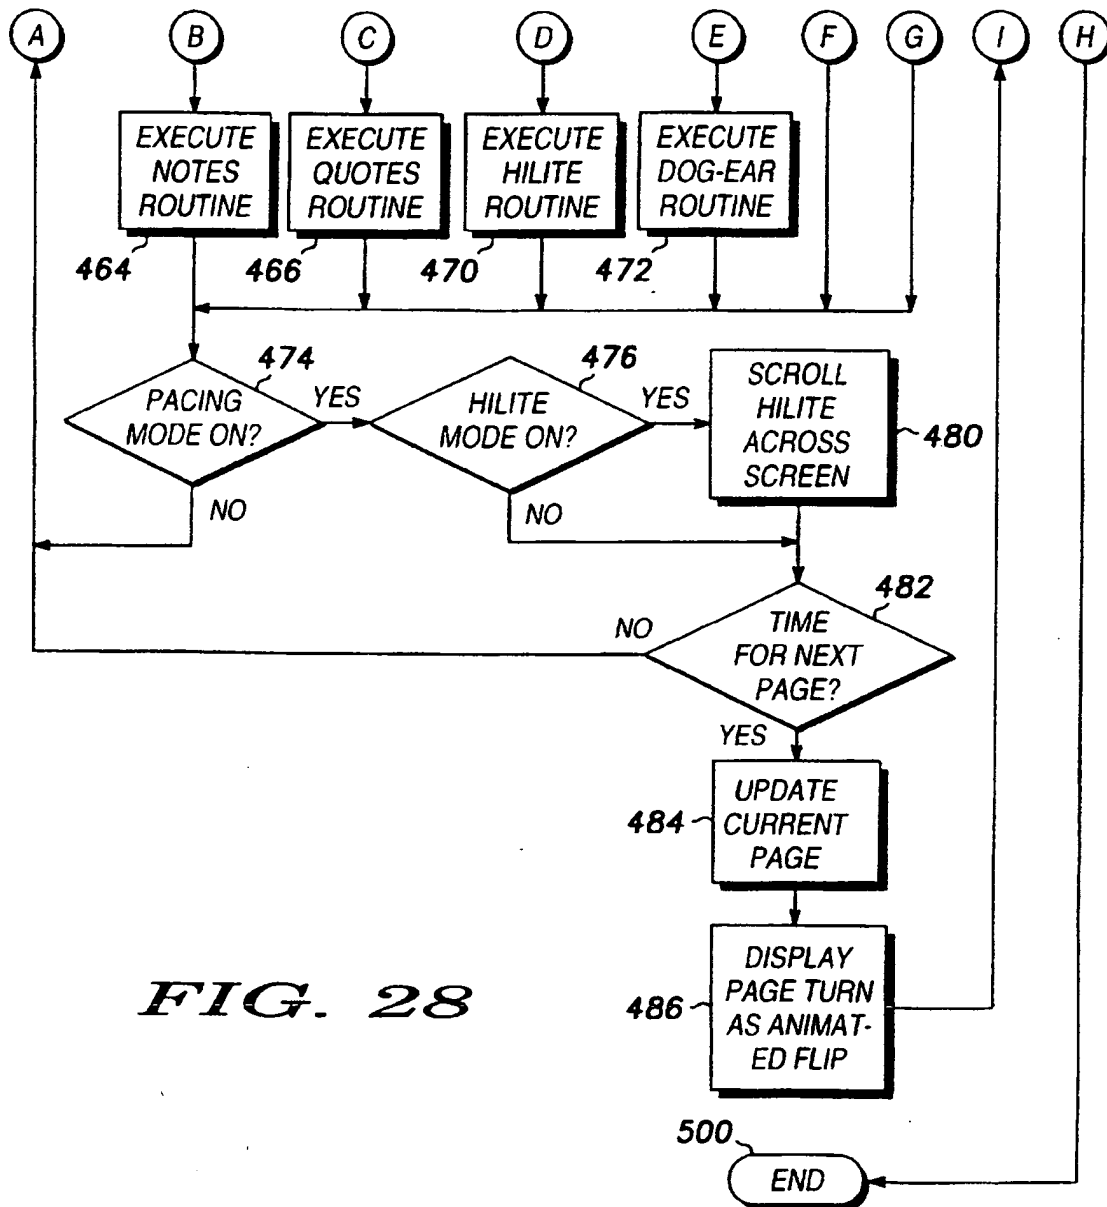 A B C D E F G I H
EXECUTE
NOTES
ROUTINE
464
EXECUTE
QUOTES
ROUTINE
466
EXECUTE
HILITE
ROUTINE
470
EXECUTE
DOG-EAR
ROUTINE
472
PACING
MODE ON?
474
YES
NO
HILITE
MODE ON?
476
YES
NO
SCROLL
HILITE
ACROSS
SCREEN
480
TIME
FOR NEXT
PAGE?
482
NO
YES
UPDATE
CURRENT
PAGE
484
DISPLAY
PAGE TURN
AS ANIMAT-
ED FLIP
486
FIG. 28
500
END